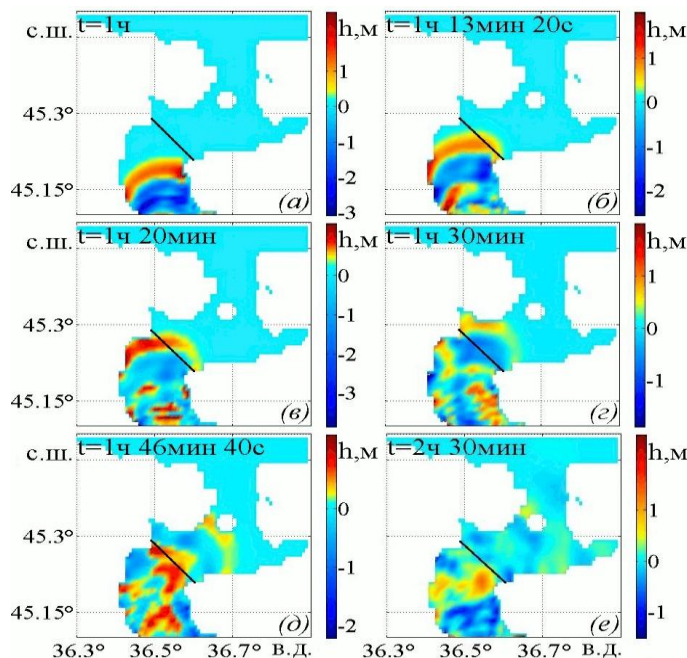 с.ш. t=1ч h,м t=1ч 13мин 20с h,м
1 1
45.3° 0 0
-1 -1
-2
45.15° -2
-3 (а) (б)
с.ш. t=1ч 20мин h,м t=1ч 30мин h,м
1 1
0
45.3° -1 0
-2
45.15° -3 -1
(в) (г)
с.ш. t=1ч 46мин 40с h,м t=2ч 30мин h,м
1 1
45.3° 0
0
-1
45.15° -1
-2 (д) (е)
36.3° 36.5° 36.7° в.д. 36.3° 36.5° 36.7° в.д.